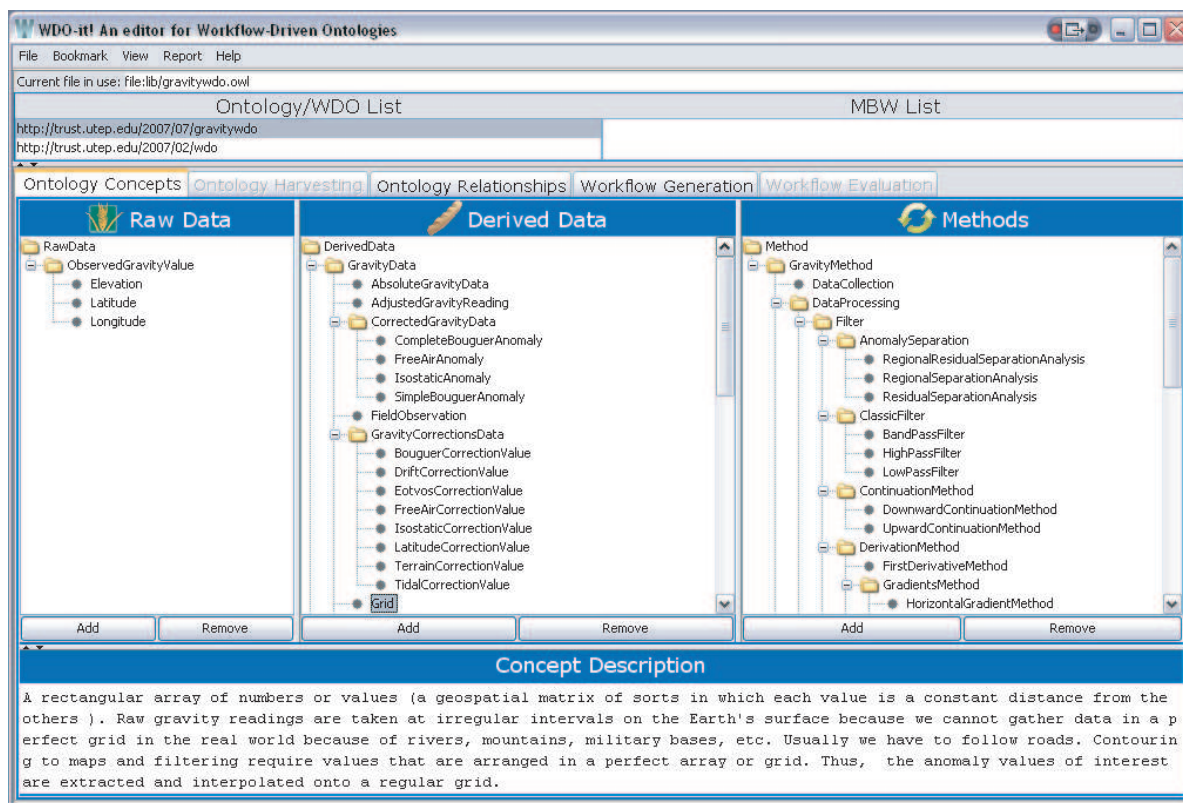 WDO-it! An editor for Workflow-Driven Ontologies
File Bookmark View Report Help
Current file in use: file:lib/gravitywdo.owl
Ontology/WDO List MBW List
http://trust.utep.edu/2007/07/gravitywdo
http://trust.utep.edu/2007/02/wdo
Ontology Concepts Ontology Harvesting Ontology Relationships Workflow Generation Workflow Evaluation
Raw Data
RawData
ObservedGravityValue
Elevation
Latitude
Longitude
Add Remove
Derived Data
DerivedData
GravityData
AbsoluteGravityData
AdjustedGravityReading
CorrectedGravityData
CompleteBouguerAnomaly
FreeAirAnomaly
IsostaticAnomaly
SimpleBouguerAnomaly
FieldObservation
GravityCorrectionsData
BouguerCorrectionValue
DriftCorrectionValue
EotvosCorrectionValue
FreeAirCorrectionValue
IsostaticCorrectionValue
LatitudeCorrectionValue
TerrainCorrectionValue
TidalCorrectionValue
Grid
Add Remove
Methods
Method
GravityMethod
DataCollection
DataProcessing
Filter
AnomalySeparation
RegionalResidualSeparationAnalysis
RegionalSeparationAnalysis
ResidualSeparationAnalysis
ClassicFilter
BandPassFilter
HighPassFilter
LowPassFilter
ContinuationMethod
DownwardContinuationMethod
UpwardContinuationMethod
DerivationMethod
FirstDerivativeMethod
GradientsMethod
HorizontalGradientMethod
Add Remove
Concept Description
A rectangular array of numbers or values (a geospatial matrix of sorts in which each value is a constant distance from the
others ). Raw gravity readings are taken at irregular intervals on the Earth's surface because we cannot gather data in a p
erfect grid in the real world because of rivers, mountains, military bases, etc. Usually we have to follow roads. Contourin
g to maps and filtering require values that are arranged in a perfect array or grid. Thus,  the anomaly values of interest
are extracted and interpolated onto a regular grid.